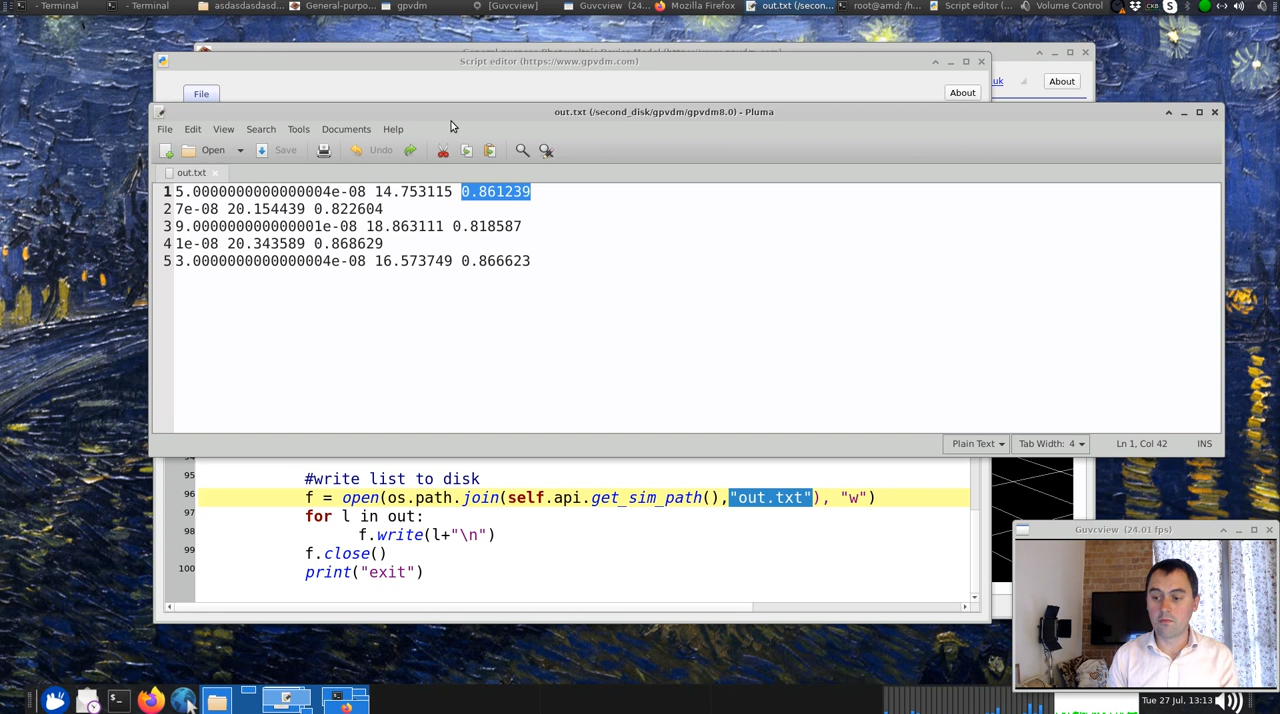 - Terminal
- Terminal
asdasdasdasd...
General-purpo...
gpvdm
[Guvcview]
Guvcview (24....
Mozilla Firefox
out.txt (/secon...
root@amd: /h...
Script editor (...
Volume Control
Script editor (https://www.gpvdm.com)
File
About
uk
About
out.txt (/second_disk/gpvdm/gpvdm8.0) - Pluma
File Edit View Search Tools Documents Help
Open Save Undo
out.txt
1 5.0000000000000004e-08 14.753115 0.861239
2 7e-08 20.154439 0.822604
3 9.000000000000001e-08 18.863111 0.818587
4 1e-08 20.343589 0.868629
5 3.0000000000000004e-08 16.573749 0.866623
Plain Text Tab Width: 4 Ln 1, Col 42 INS
95 #write list to disk
96 f = open(os.path.join(self.api.get_sim_path(),"out.txt"), "w")
97 for l in out:
98 f.write(l+"\n")
99 f.close()
100 print("exit")
Guvcview (24.01 fps)
Tue 27 Jul, 13:13